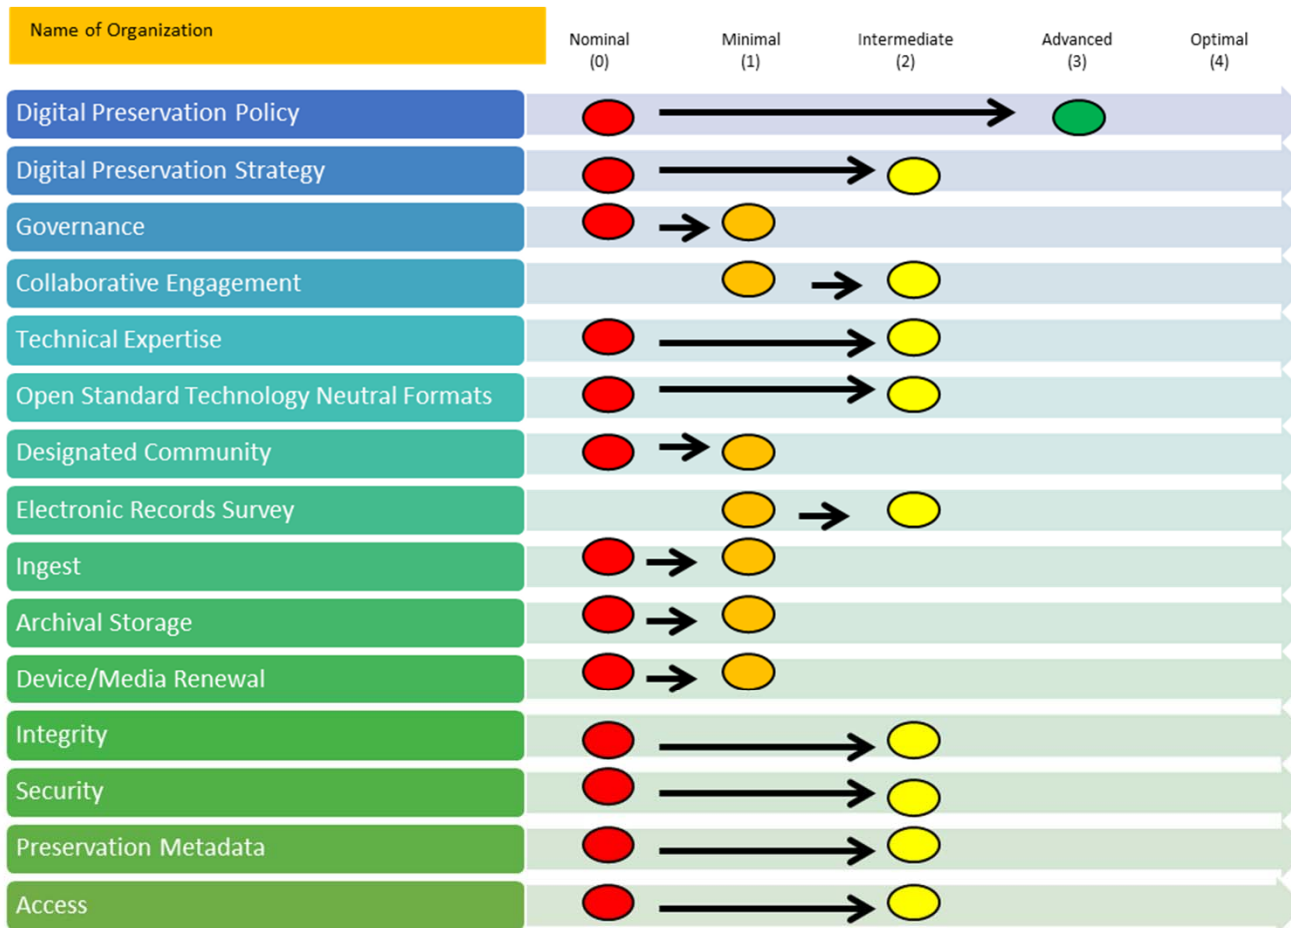 Name of Organization
Nominal Minimal Intermediate Advanced Optimal
(0) (1) (2) (3) (4)
Digital Preservation Policy
Digital Preservation Strategy
Governance
Collaborative Engagement
Technical Expertise
Open Standard Technology Neutral Formats
Designated Community
Electronic Records Survey
Ingest
Archival Storage
Device/Media Renewal
Integrity
Security
Preservation Metadata
Access